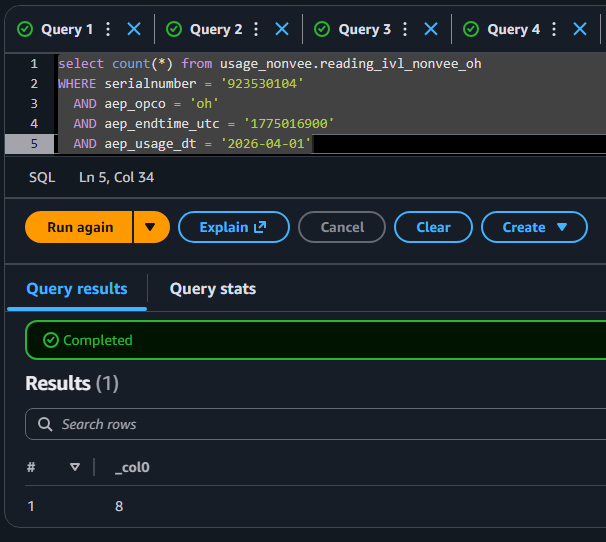 Query 1 Query 2 Query 3 Query 4
1 select count(*) from usage_nonvee.reading_ivl_nonvee_oh
2 WHERE serialnumber = '923530104'
3 AND aep_opco = 'oh'
4 AND aep_endtime_utc = '1775016900'
5 AND aep_usage_dt = '2026-04-01'
SQL Ln 5, Col 34
Run again Explain Cancel Clear Create
Query results Query stats
Completed
Results (1)
Search rows
# _col0
1 8